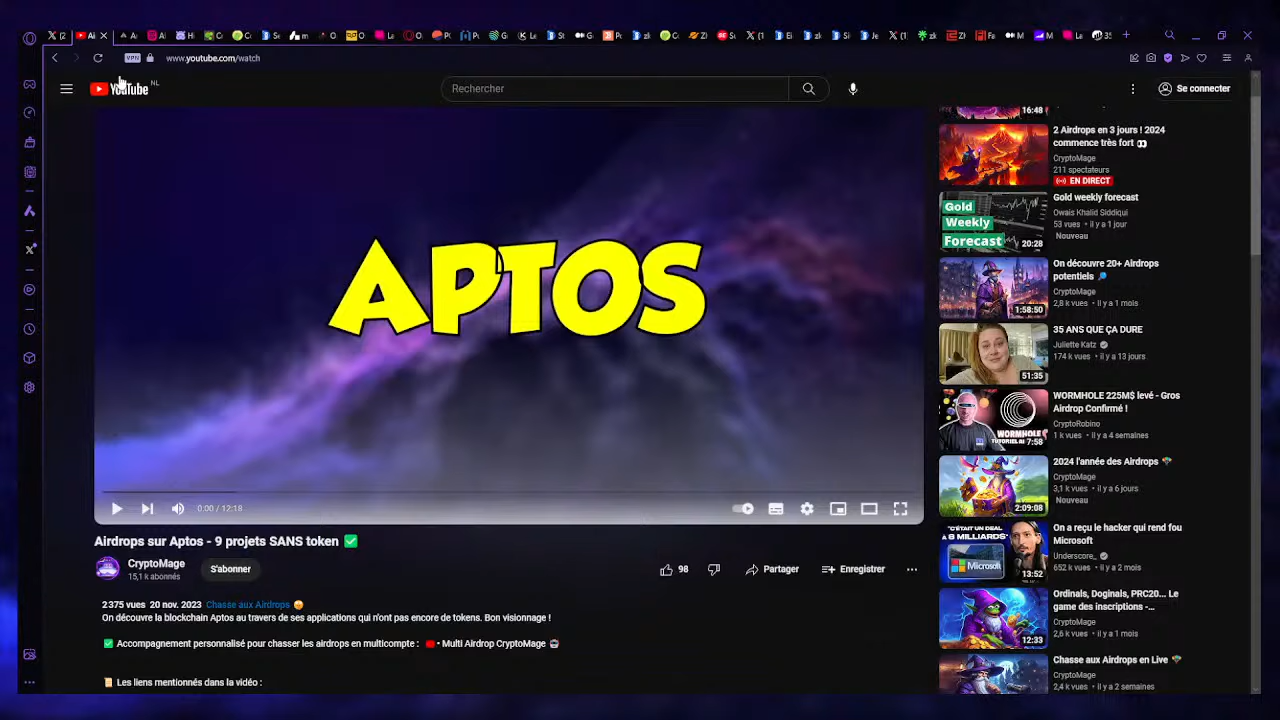 VPN
www.youtube.com/watch
YouTube NL
Rechercher
Se connecter
APTOS
0:00 / 12:18
Airdrops sur Aptos - 9 projets SANS token ✅
CryptoMage
15,1 k abonnés
S'abonner
98
Partager
Enregistrer
2 375 vues 20 nov. 2023 Chasse aux Airdrops
On découvre la blockchain Aptos au travers de ses applications qui n'ont pas encore de tokens. Bon visionnage !
✅ Accompagnement personnalisé pour chasser les airdrops en multicompte : • Multi Airdrop CryptoMage
📜 Les liens mentionnés dans la vidéo :
16:48
2 Airdrops en 3 jours ! 2024
commence très fort 👀
CryptoMage
211 spectateurs
EN DIRECT
Gold
Weekly
Forecast
20:28
Gold weekly forecast
Owais Khalid Siddiqui
53 vues • il y a 1 jour
Nouveau
1:58:50
On découvre 20+ Airdrops
potentiels 🔎
CryptoMage
2,8 k vues • il y a 1 mois
51:35
35 ANS QUE ÇA DURE
Juliette Katz
174 k vues • il y a 13 jours
WORMHOLE
TUTORIEL
7:58
WORMHOLE 225M$ levé - Gros
Airdrop Confirmé !
CryptoRobino
1 k vues • il y a 4 semaines
2:09:08
2024 l'année des Airdrops
CryptoMage
3,1 k vues • il y a 6 jours
Nouveau
C'ÉTAIT UN DEAL
À 8 MILLIARDS
Microsoft
13:52
On a reçu le hacker qui rend fou
Microsoft
Underscore_
652 k vues • il y a 2 mois
12:33
Ordinals, Doginals, PRC20... Le
game des inscriptions -...
CryptoMage
2,6 k vues • il y a 1 mois
Chasse aux Airdrops en Live
CryptoMage
2,4 k vues • il y a 2 semaines